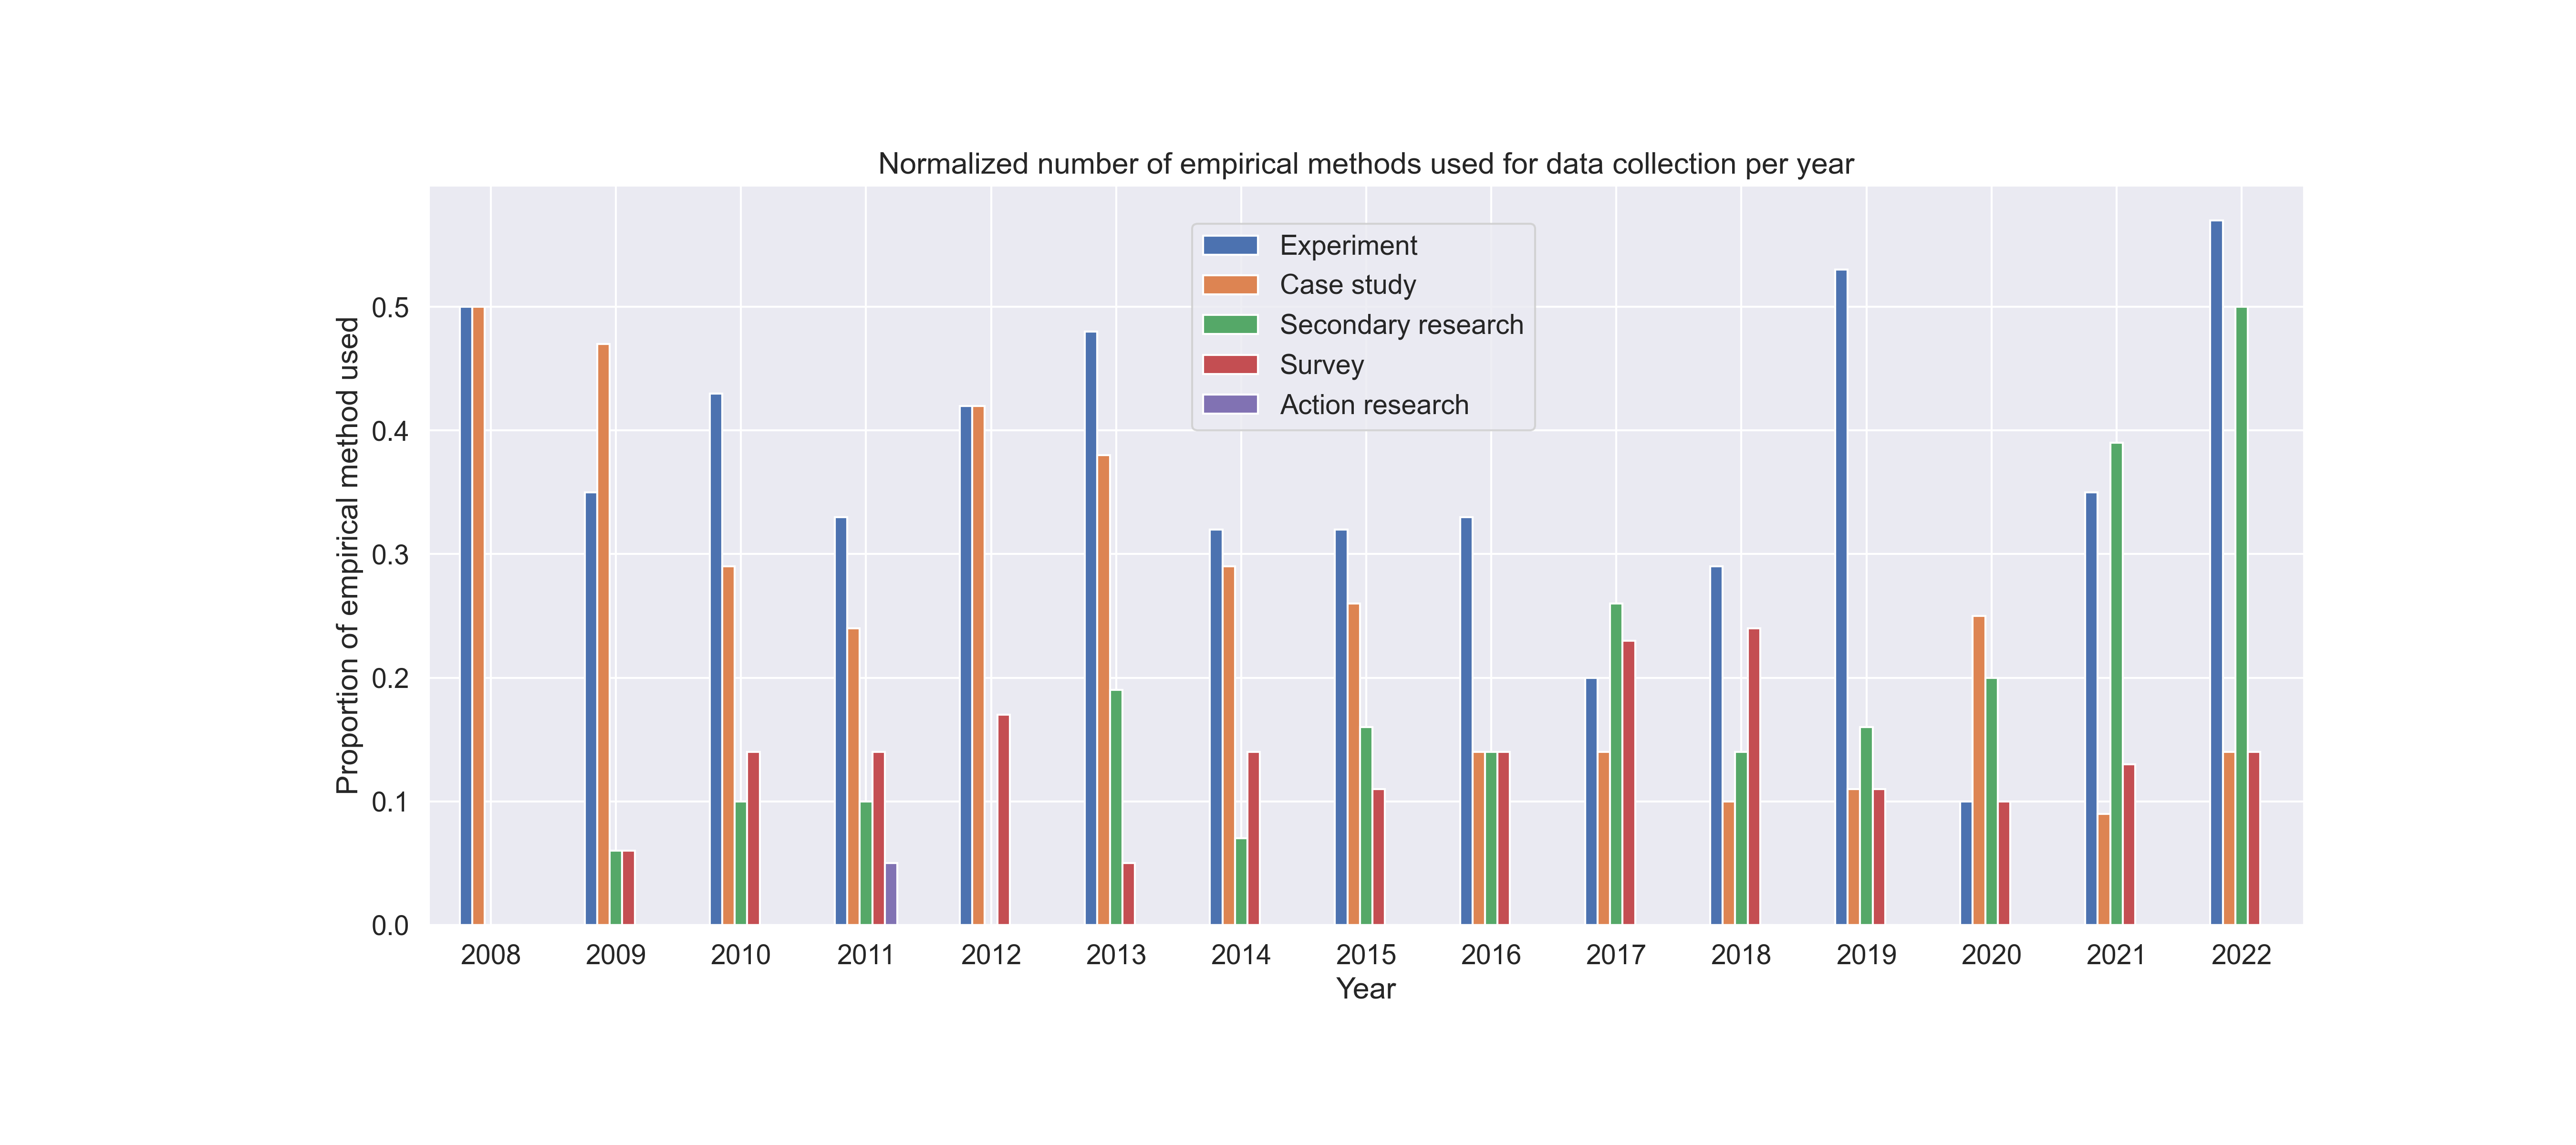 Normalized number of empirical methods used for data collection per year
Experiment
Case study
Secondary research
Survey
Action research
Proportion of empirical method used
0.5
0.4
0.3
0.2
0.1
0.0
2008 2009 2010 2011 2012 2013 2014 2015 2016 2017 2018 2019 2020 2021 2022
Year